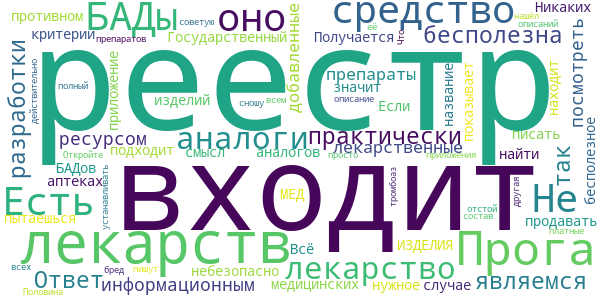 противном
советую
БАДы
оно
средство
Никаких
нашёл
критерии
препаратов
Государственный
её
Получается
Что
описаний
бесполезна
реестр
разработки
действительно
полный
приложение
изделий
сношу
всем
добавленные
препараты
описание
Если
значит
название
показывает
находит
посмотреть
ресурсом
аналоги
практически
писать
Откройте
подходит
смысл
аналогов
лекарственные
просто
приложения
найти
так
бесполезное
БАДов
аптеках
устанавливать
входит
МЕД
тромбоз
другая
Есть
пытаешься
Не
отстой
состав
продавать
лекарств
Всё
ИЗДЕЛИЯ
Прога
платные
всех
Ответ
бред
пишут
небезопасно
лекарство
являемся
Половина
информационным
медицинских
нужное
случае